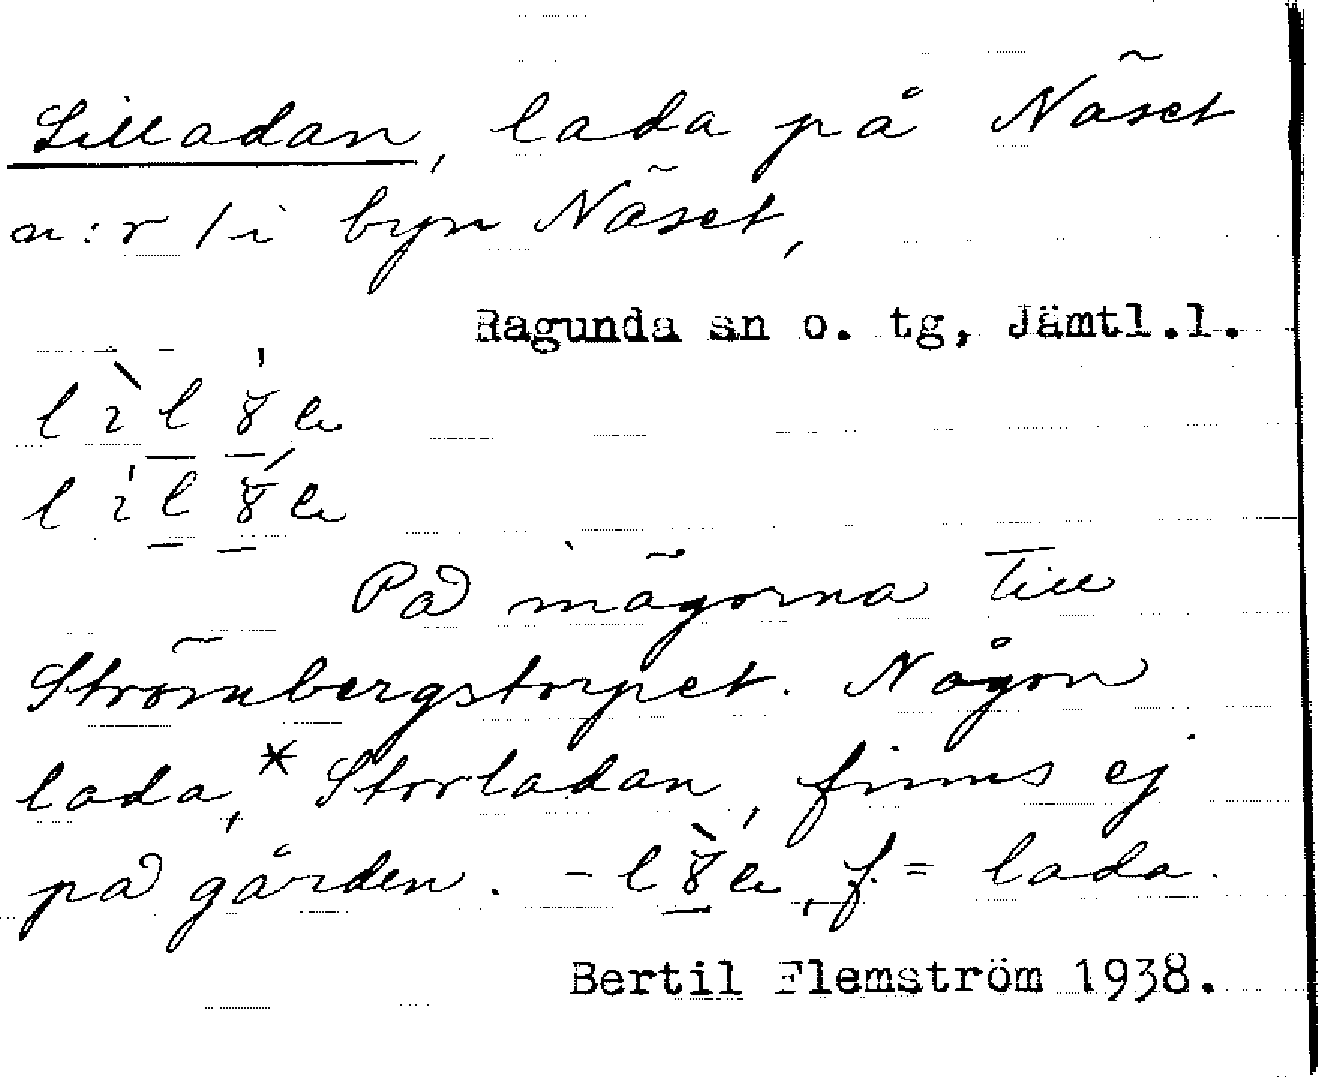 Lilladan, lada på Näset
n:r 1 i byn Näset,
Ragunda sn o. tg, Jämtl.l.
På mägorna till
Strömbergstorpet. Någon
lada, * Storladan, finns ej
på gården. – f. = lada.
Bertil Flemström 1938.